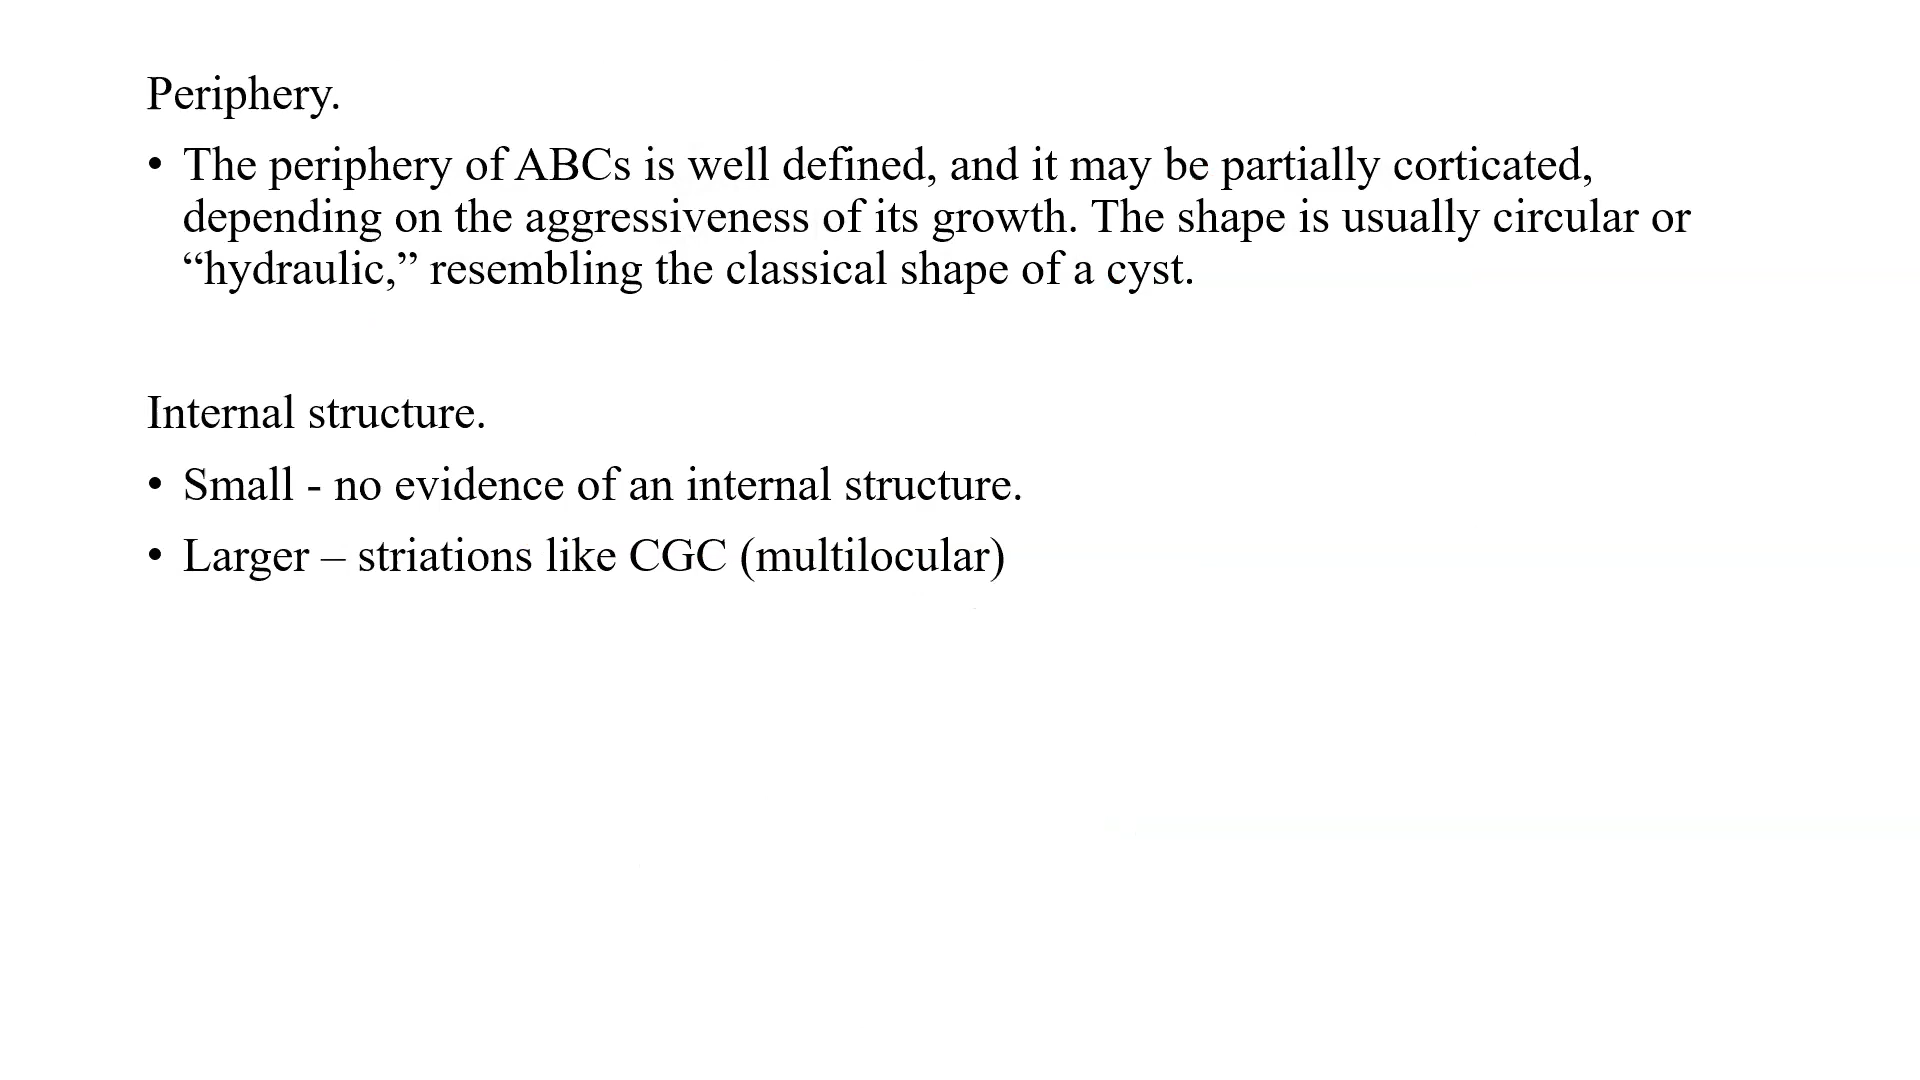 Periphery.
• The periphery of ABCs is well defined, and it may be partially corticated,
depending on the aggressiveness of its growth. The shape is usually circular or
“hydraulic,” resembling the classical shape of a cyst.
Internal structure.
• Small - no evidence of an internal structure.
• Larger – striations like CGC (multilocular)